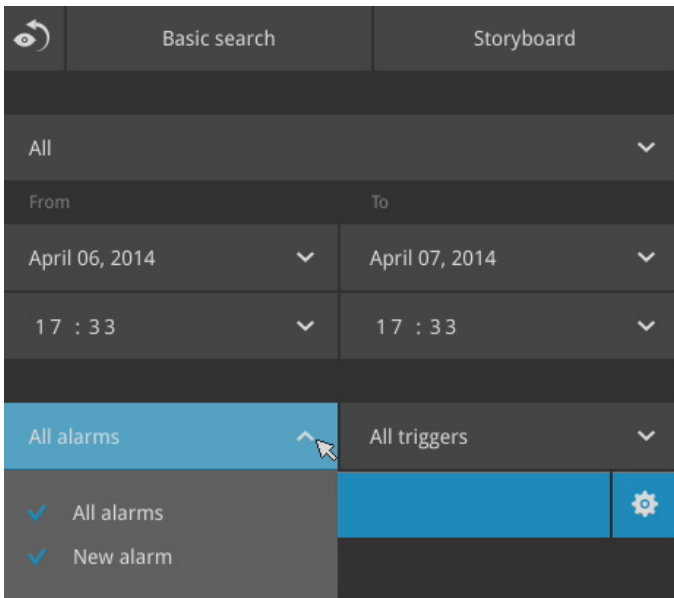 Basic search Storyboard
All
From To
April 06, 2014 April 07, 2014
17 : 33 17 : 33
All alarms All triggers
All alarms
New alarm